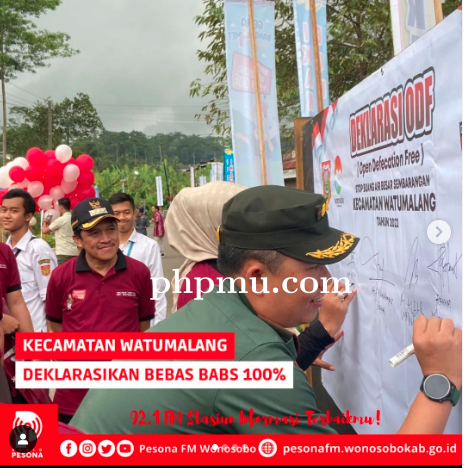 DEKLARASI ODF
( Open Defecation Free )
STOP BUANG AIR BESAR SEMBARANGAN
KECAMATAN WATUMALANG
TAHUN 2022
phpmu.com
KECAMATAN WATUMALANG
DEKLARASIKAN BEBAS BABS 100%
92.1 FM Stasiun Informasi Terbaikmu!
PESONA
Pesona FM Wonosobo
pesonafm.wonosobokab.go.id